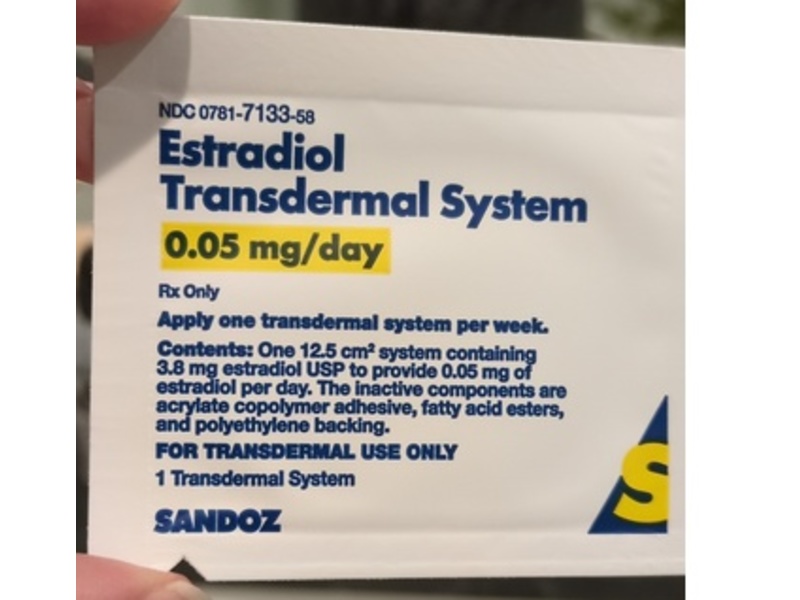 NDC 0781-7133-58
Estradiol
Transdermal System
0.05 mg/day
Rx Only
Apply one transdermal system per week.
Contents: One 12.5 cm² system containing
3.8 mg estradiol USP to provide 0.05 mg of
estradiol per day. The inactive components are
acrylate copolymer adhesive, fatty acid esters,
and polyethylene backing.
FOR TRANSDERMAL USE ONLY
1 Transdermal System
SANDOZ
S